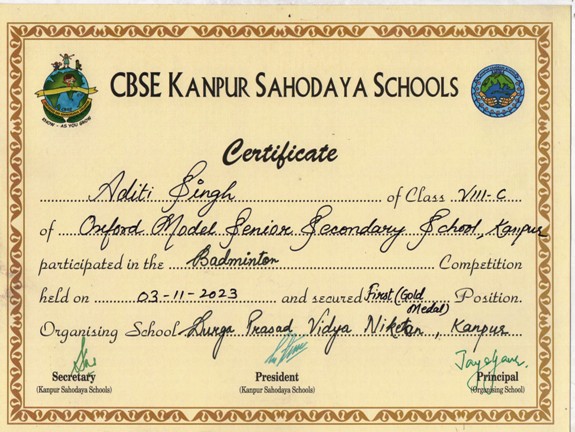 CBSE KANPUR SAHODAYA SCHOOLS
GROW - AS YOU GROW
Certificate
Aditi Singh of Class VIII-C
of Oxford Model Senior Secondary School, Kanpur
participated in the Badminton Competition
held on 03-11-2023 and secured First (Gold Medal) Position.
Organising School Durga Prasad Vidya Niketan, Kanpur
Secretary President Principal
(Kanpur Sahodaya Schools) (Kanpur Sahodaya Schools) (Organising School)